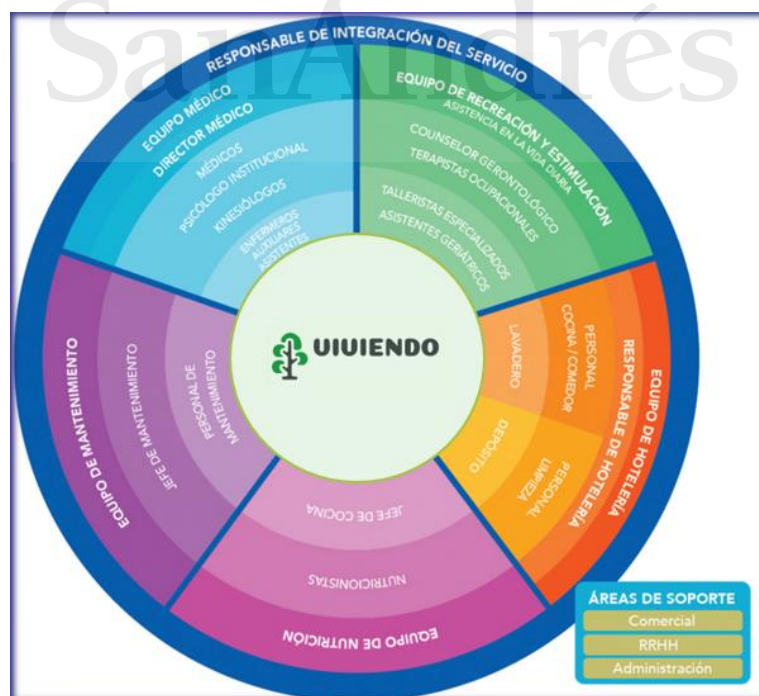 SanAndrés
RESPONSABLE DE INTEGRACIÓN DEL SERVICIO
EQUIPO MÉDICO
DIRECTOR MÉDICO
MÉDICOS
PSICÓLOGO INSTITUCIONAL
KINESIÓLOGOS
ENFERMEROS
AUXILIARES
ASISTENTES
EQUIPO DE RECREACIÓN Y ESTIMULACIÓN
ASISTENCIA EN LA VIDA DIARIA
COUNSELOR GERONTOLÓGICO
TERAPISTAS OCUPACIONALES
TALLERISTAS ESPECIALIZADOS
ASISTENTES GERIÁTRICOS
EQUIPO DE HOTELERÍA
RESPONSABLE DE HOTELERÍA
PERSONAL
COCINA / COMEDOR
LAVADERO
PERSONAL
LIMPIEZA
DEPÓSITO
JEFE DE COCINA
NUTRICIONISTAS
EQUIPO DE NUTRICIÓN
EQUIPO DE MANTENIMIENTO
JEFE DE MANTENIMIENTO
PERSONAL DE
MANTENIMIENTO
VIVIENDO
ÁREAS DE SOPORTE
Comercial
RRHH
Administración